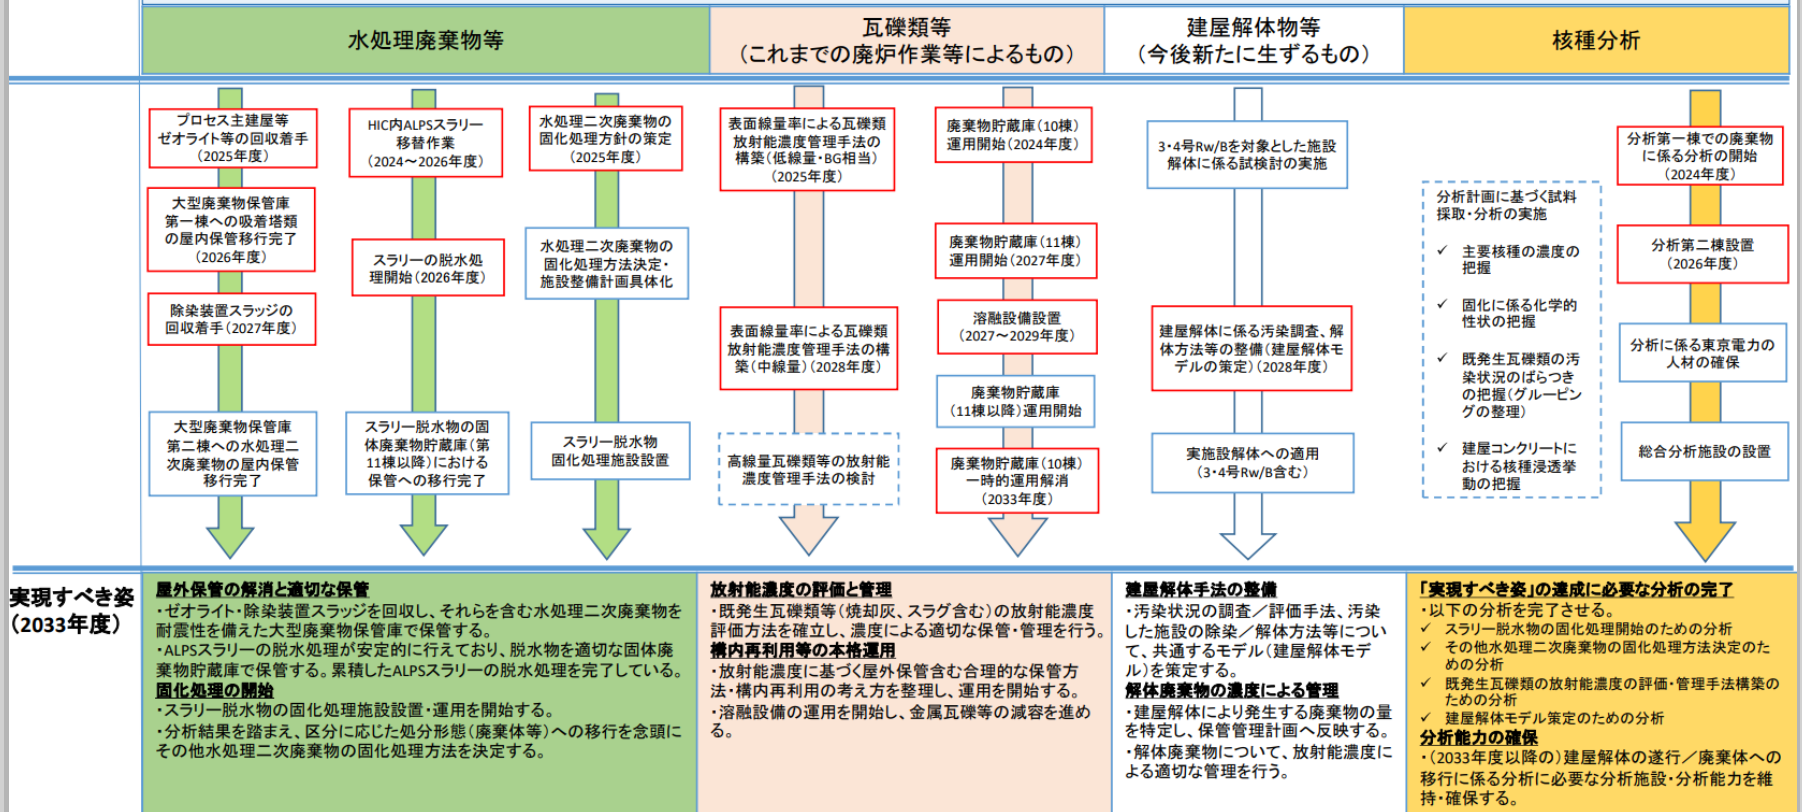 水処理廃棄物等
瓦礫類等
（これまでの廃炉作業等によるもの）
建屋解体物等
（今後新たに生ずるもの）
核種分析
プロセス主建屋等
ゼオライト等の回収着手
（2025年度）
大型廃棄物保管庫
第一棟への吸着塔類
の屋内保管移行完了
（2026年度）
除染装置スラッジの
回収着手（2027年度）
大型廃棄物保管庫
第二棟への水処理二
次廃棄物の屋内保管
移行完了
HIC内ALPSスラリー
移替作業
（2024～2026年度）
スラリーの脱水処
理開始（2026年度）
スラリー脱水物の固
体廃棄物貯蔵庫（第
11棟以降）における
保管への移行完了
水処理二次廃棄物の
固化処理方針の策定
（2025年度）
水処理二次廃棄物の
固化処理方法決定・
施設整備計画具体化
スラリー脱水物
固化処理施設設置
表面線量率による瓦礫類
放射能濃度管理手法の
構築（低線量・BG相当）
（2025年度）
表面線量率による瓦礫類
放射能濃度管理手法の構
築（中線量）（2028年度）
高線量瓦礫類等の放射能
濃度管理手法の検討
廃棄物貯蔵庫（10棟）
運用開始（2024年度）
廃棄物貯蔵庫（11棟）
運用開始（2027年度）
溶融設備設置
（2027～2029年度）
廃棄物貯蔵庫
（11棟以降）運用開始
廃棄物貯蔵庫（10棟）
一時的運用解消
（2033年度）
3・4号Rw/Bを対象とした施設
解体に係る試検討の実施
建屋解体に係る汚染調査、解
体方法等の整備（建屋解体モ
デルの策定）（2028年度）
実施設解体への適用
（3・4号Rw/B含む）
分析計画に基づく試料
採取・分析の実施
✓ 主要核種の濃度の
把握
✓ 固化に係る化学的
性状の把握
✓ 既発生瓦礫類の汚
染状況のばらつき
の把握（グルーピン
グの整理）
✓ 建屋コンクリートに
おける核種浸透挙
動の把握
分析第一棟での廃棄物
に係る分析の開始
（2024年度）
分析第二棟設置
（2026年度）
分析に係る東京電力の
人材の確保
総合分析施設の設置
実現すべき姿
（2033年度）
屋外保管の解消と適切な保管
・ゼオライト・除染装置スラッジを回収し、それらを含む水処理二次廃棄物を
耐震性を備えた大型廃棄物保管庫で保管する。
・ALPSスラリーの脱水処理が安定的に行えており、脱水物を適切な固体廃
棄物貯蔵庫で保管する。累積したALPSスラリーの脱水処理を完了している。
固化処理の開始
・スラリー脱水物の固化処理施設設置・運用を開始する。
・分析結果を踏まえ、区分に応じた処分形態（廃棄体等）への移行を念頭に
その他水処理二次廃棄物の固化処理方法を決定する。
放射能濃度の評価と管理
・既発生瓦礫類等（焼却灰、スラグ含む）の放射能濃度
評価方法を確立し、濃度による適切な保管・管理を行う。
構内再利用等の本格運用
・放射能濃度に基づく屋外保管含む合理的な保管方
法・構内再利用の考え方を整理し、運用を開始する。
・溶融設備の運用を開始し、金属瓦礫等の減容を進め
る。
建屋解体手法の整備
・汚染状況の調査／評価手法、汚染
した施設の除染／解体方法等につい
て、共通するモデル（建屋解体モデ
ル）を策定する。
解体廃棄物の濃度による管理
・建屋解体により発生する廃棄物の量
を特定し、保管管理計画へ反映する。
・解体廃棄物について、放射能濃度に
よる適切な管理を行う。
「実現すべき姿」の達成に必要な分析の完了
・以下の分析を完了させる。
✓ スラリー脱水物の固化処理開始のための分析
✓ その他水処理二次廃棄物の固化処理方法決定のた
めの分析
✓ 既発生瓦礫類の放射能濃度の評価・管理手法構築の
ための分析
✓ 建屋解体モデル策定のための分析
分析能力の確保
・（2033年度以降の）建屋解体の遂行／廃棄体への
移行に係る分析に必要な分析施設・分析能力を維
持・確保する。